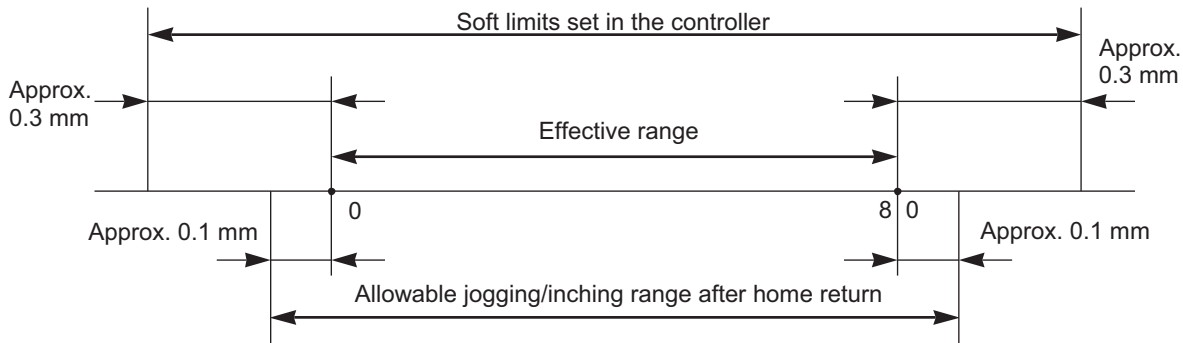 Soft limits set in the controller
Approx.
0.3 mm
Approx.
0.3 mm
Effective range
0
8 0
Approx. 0.1 mm
Approx. 0.1 mm
Allowable jogging/inching range after home return